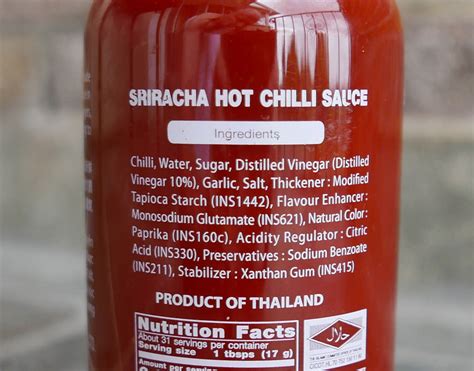 SRIRACHA HOT CHILLI SAUCE
Ingredients
Chilli, Water, Sugar, Distilled Vinegar (Distilled
Vinegar 10%), Garlic, Salt, Thickener : Modified
Tapioca Starch (INS1442), Flavour Enhancer :
Monosodium Glutamate (INS621), Natural Color :
Paprika (INS160c), Acidity Regulator : Citric
Acid (INS330), Preservatives : Sodium Benzoate
(INS211), Stabilizer : Xanthan Gum (INS415)
PRODUCT OF THAILAND
Nutrition Facts
About 31 servings per container
Serving size 1 tbsps (17 g)
حلال